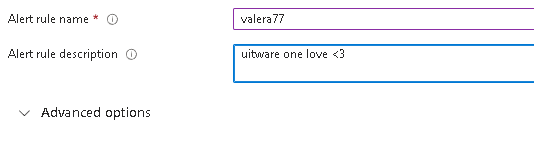 Alert rule name * ⓘ valera77
Alert rule description ⓘ uitware one love <3
Advanced options